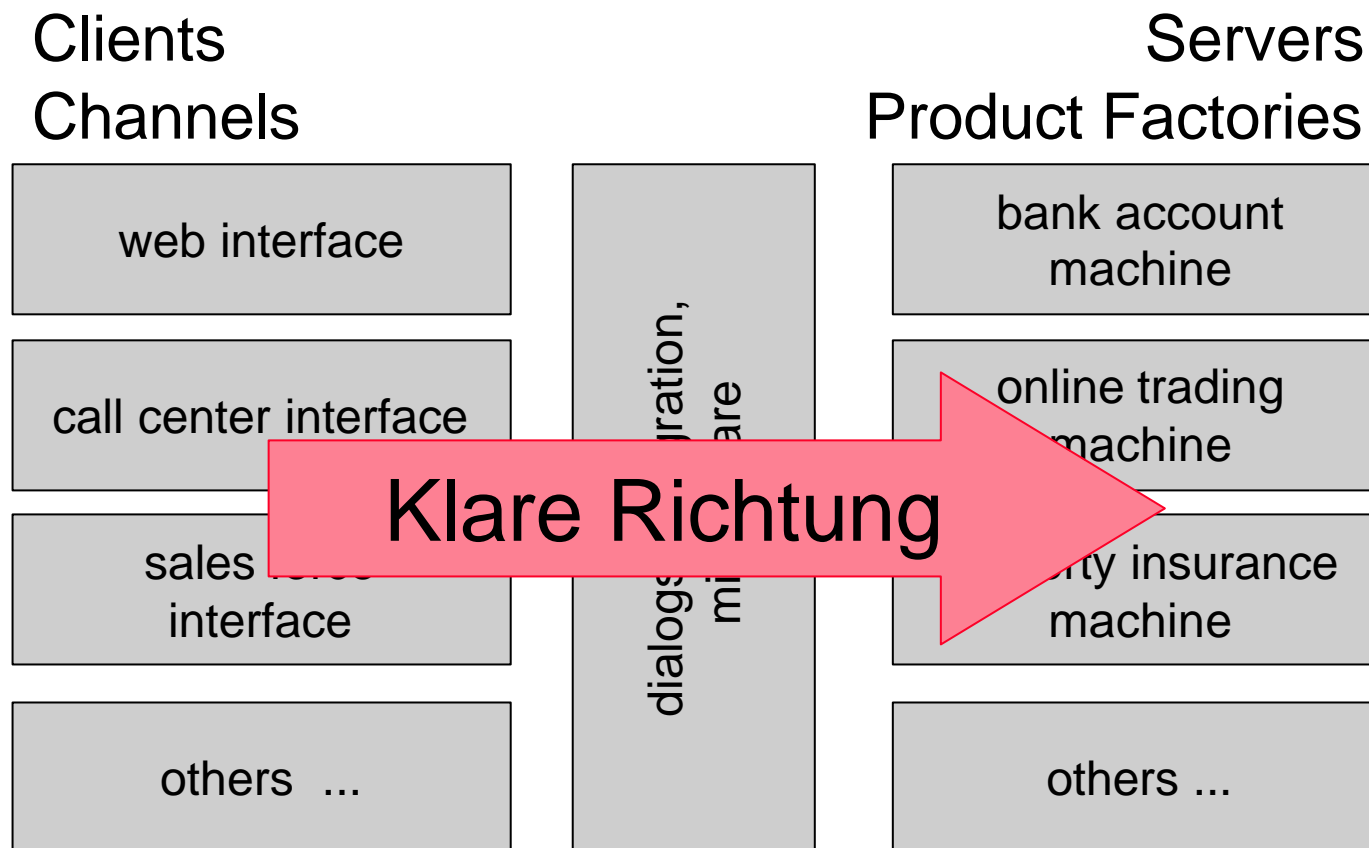 Clients
Channels
Servers
Product Factories
web interface
call center interface
sales
interface
others ...
dialogs
bank account
machine
online trading
machine
insurance
machine
others ...
Klare Richtung